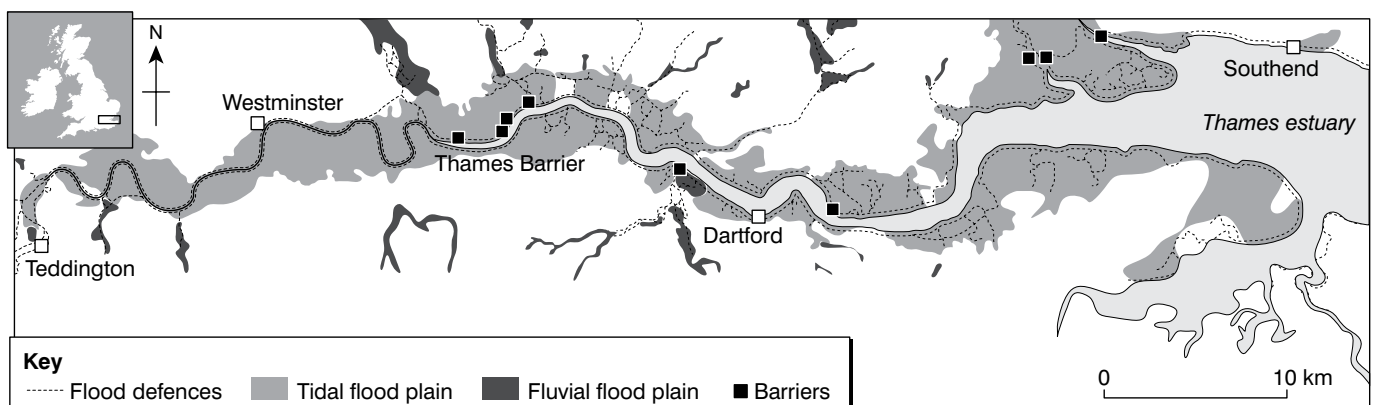 N
Westminster
Southend
Thames estuary
Thames Barrier
Dartford
Teddington
Key
Flood defences
Tidal flood plain
Fluvial flood plain
Barriers
0 10 km